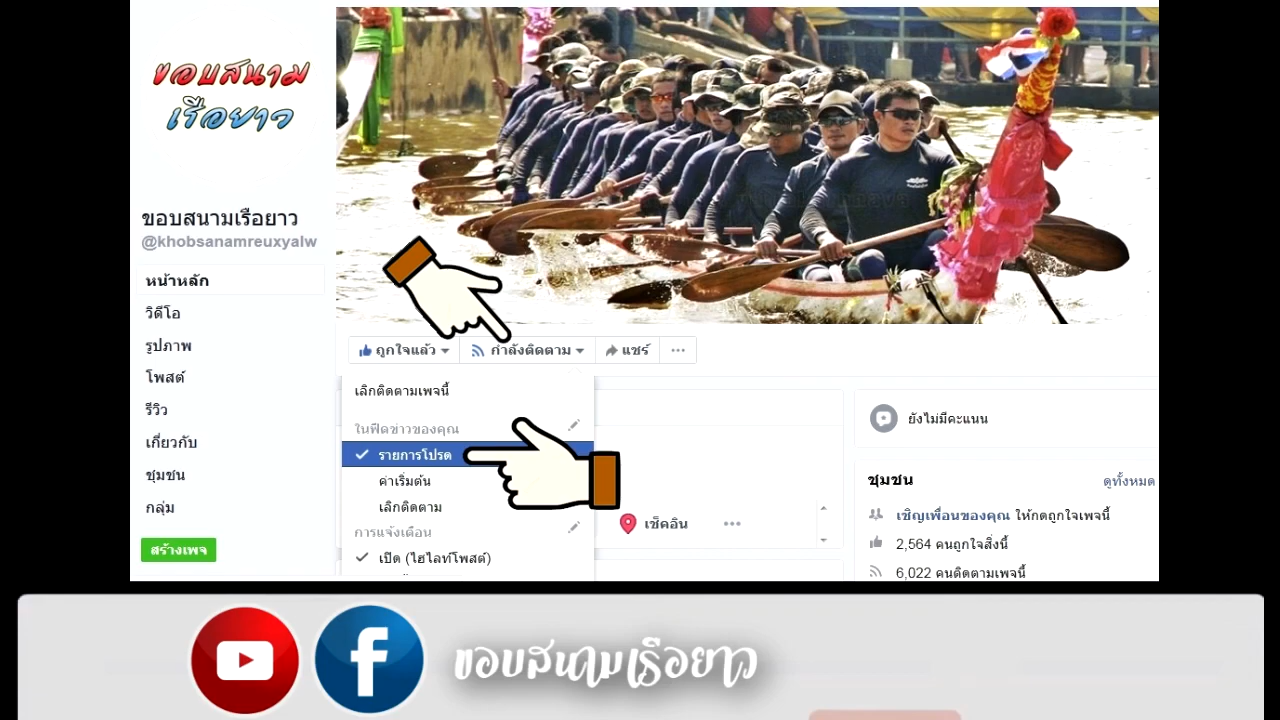 ขอบสนาม
เรือยาว
ขอบสนามเรือยาว
@khobsanamreuxyalw
หน้าหลัก
วิดีโอ
รูปภาพ
โพสต์
รีวิว
เกี่ยวกับ
ชุมชน
กลุ่ม
สร้างเพจ
ถูกใจแล้ว กำลังติดตาม แชร์
เลิกติดตามเพจนี้
ในฟีดข่าวของคุณ
รายการโปรด
ค่าเริ่มต้น
เลิกติดตาม
การแจ้งเตือน
เปิด (ไฮไลท์โพสต์)
เช็คอิน
ยังไม่มีคะแนน
ชุมชน ดูทั้งหมด
เชิญเพื่อนของคุณ ให้กดถูกใจเพจนี้
2,564 คนถูกใจสิ่งนี้
6,022 คนติดตามเพจนี้
ขอบสนามเรือยาว